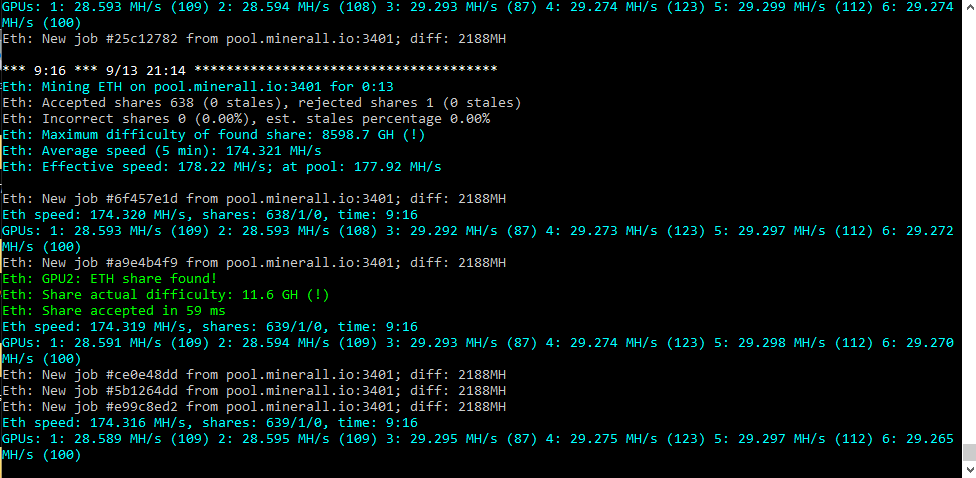 GPUs: 1: 28.593 MH/s (109) 2: 28.594 MH/s (108) 3: 29.293 MH/s (87) 4: 29.274 MH/s (123) 5: 29.299 MH/s (112) 6: 29.274
MH/s (100)
Eth: New job #25c12782 from pool.minerall.io:3401; diff: 2188MH
*** 9:16 *** 9/13 21:14 **************************************
Eth: Mining ETH on pool.minerall.io:3401 for 0:13
Eth: Accepted shares 638 (0 stales), rejected shares 1 (0 stales)
Eth: Incorrect shares 0 (0.00%), est. stales percentage 0.00%
Eth: Maximum difficulty of found share: 8598.7 GH (!)
Eth: Average speed (5 min): 174.321 MH/s
Eth: Effective speed: 178.22 MH/s; at pool: 177.92 MH/s
Eth: New job #6f457e1d from pool.minerall.io:3401; diff: 2188MH
Eth speed: 174.320 MH/s, shares: 638/1/0, time: 9:16
GPUs: 1: 28.593 MH/s (109) 2: 28.593 MH/s (108) 3: 29.292 MH/s (87) 4: 29.273 MH/s (123) 5: 29.297 MH/s (112) 6: 29.272
MH/s (100)
Eth: New job #a9e4b4f9 from pool.minerall.io:3401; diff: 2188MH
Eth: GPU2: ETH share found!
Eth: Share actual difficulty: 11.6 GH (!)
Eth: Share accepted in 59 ms
Eth speed: 174.319 MH/s, shares: 639/1/0, time: 9:16
GPUs: 1: 28.591 MH/s (109) 2: 28.594 MH/s (109) 3: 29.293 MH/s (87) 4: 29.274 MH/s (123) 5: 29.298 MH/s (112) 6: 29.270
MH/s (100)
Eth: New job #ce0e48dd from pool.minerall.io:3401; diff: 2188MH
Eth: New job #5b1264dd from pool.minerall.io:3401; diff: 2188MH
Eth: New job #e99c8ed2 from pool.minerall.io:3401; diff: 2188MH
Eth speed: 174.316 MH/s, shares: 639/1/0, time: 9:16
GPUs: 1: 28.589 MH/s (109) 2: 28.595 MH/s (109) 3: 29.295 MH/s (87) 4: 29.275 MH/s (123) 5: 29.297 MH/s (112) 6: 29.265
MH/s (100)